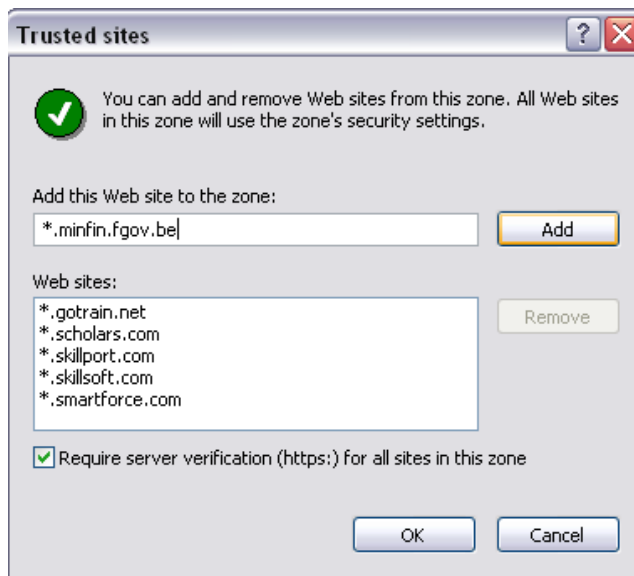 Trusted sites
You can add and remove Web sites from this zone. All Web sites
in this zone will use the zone's security settings.
Add this Web site to the zone:
*.minfin.fgov.be
Add
Web sites:
*.gotrain.net
*.scholars.com
*.skillport.com
*.skillsoft.com
*.smartforce.com
Remove
Require server verification (https:) for all sites in this zone
OK
Cancel